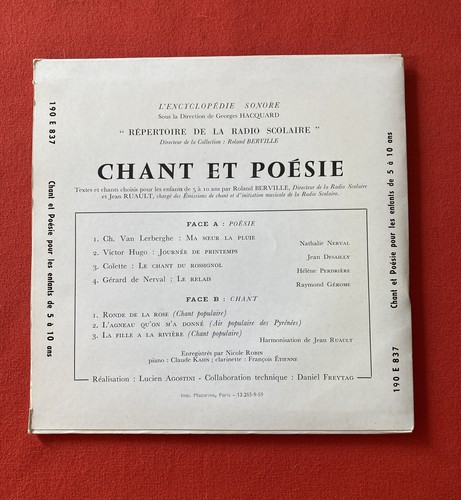 L'ENCYCLOPÉDIE SONORE
Sous la Direction de Georges HACQUARD
" RÉPERTOIRE DE LA RADIO SCOLAIRE "
Directeur de la Collection : Roland BERVILLE
CHANT ET POÉSIE
Textes et chants choisis pour les enfants de 5 à 10 ans par Roland BERVILLE, Directeur de la Radio Scolaire
et Jean RUAULT, chargé des Émissions de chant et d'initiation musicale de la Radio Scolaire.
FACE A : POÉSIE
1. Ch. Van Lerberghe : MA SŒUR LA PLUIE Nathalie NERVAL
2. Victor Hugo : JOURNÉE DE PRINTEMPS Jean DESAILLY
3. Colette : LE CHANT DU ROSSIGNOL Hélène PERDRIÈRE
4. Gérard de Nerval : LE RELAIS Raymond GÉROME
FACE B : CHANT
1. RONDE DE LA ROSE (Chant populaire)
2. L'AGNEAU QU'ON M'A DONNÉ (Air populaire des Pyrénées)
3. LA FILLE A LA RIVIÈRE (Chant populaire)
Harmonisation de Jean RUAULT
Enregistrés par Nicole ROBIN
piano : Claude KAHN ; clarinette : François ÉTIENNE
Réalisation : Lucien AGOSTINI - Collaboration technique : Daniel FREYTAG
Imp. Mazarine, Paris - 13.265-9-59
190 E 837
Chant et Poésie pour les enfants de 5 à 10 ans
Chant et Poésie pour les enfants de 5 à 10 ans
190 E 837